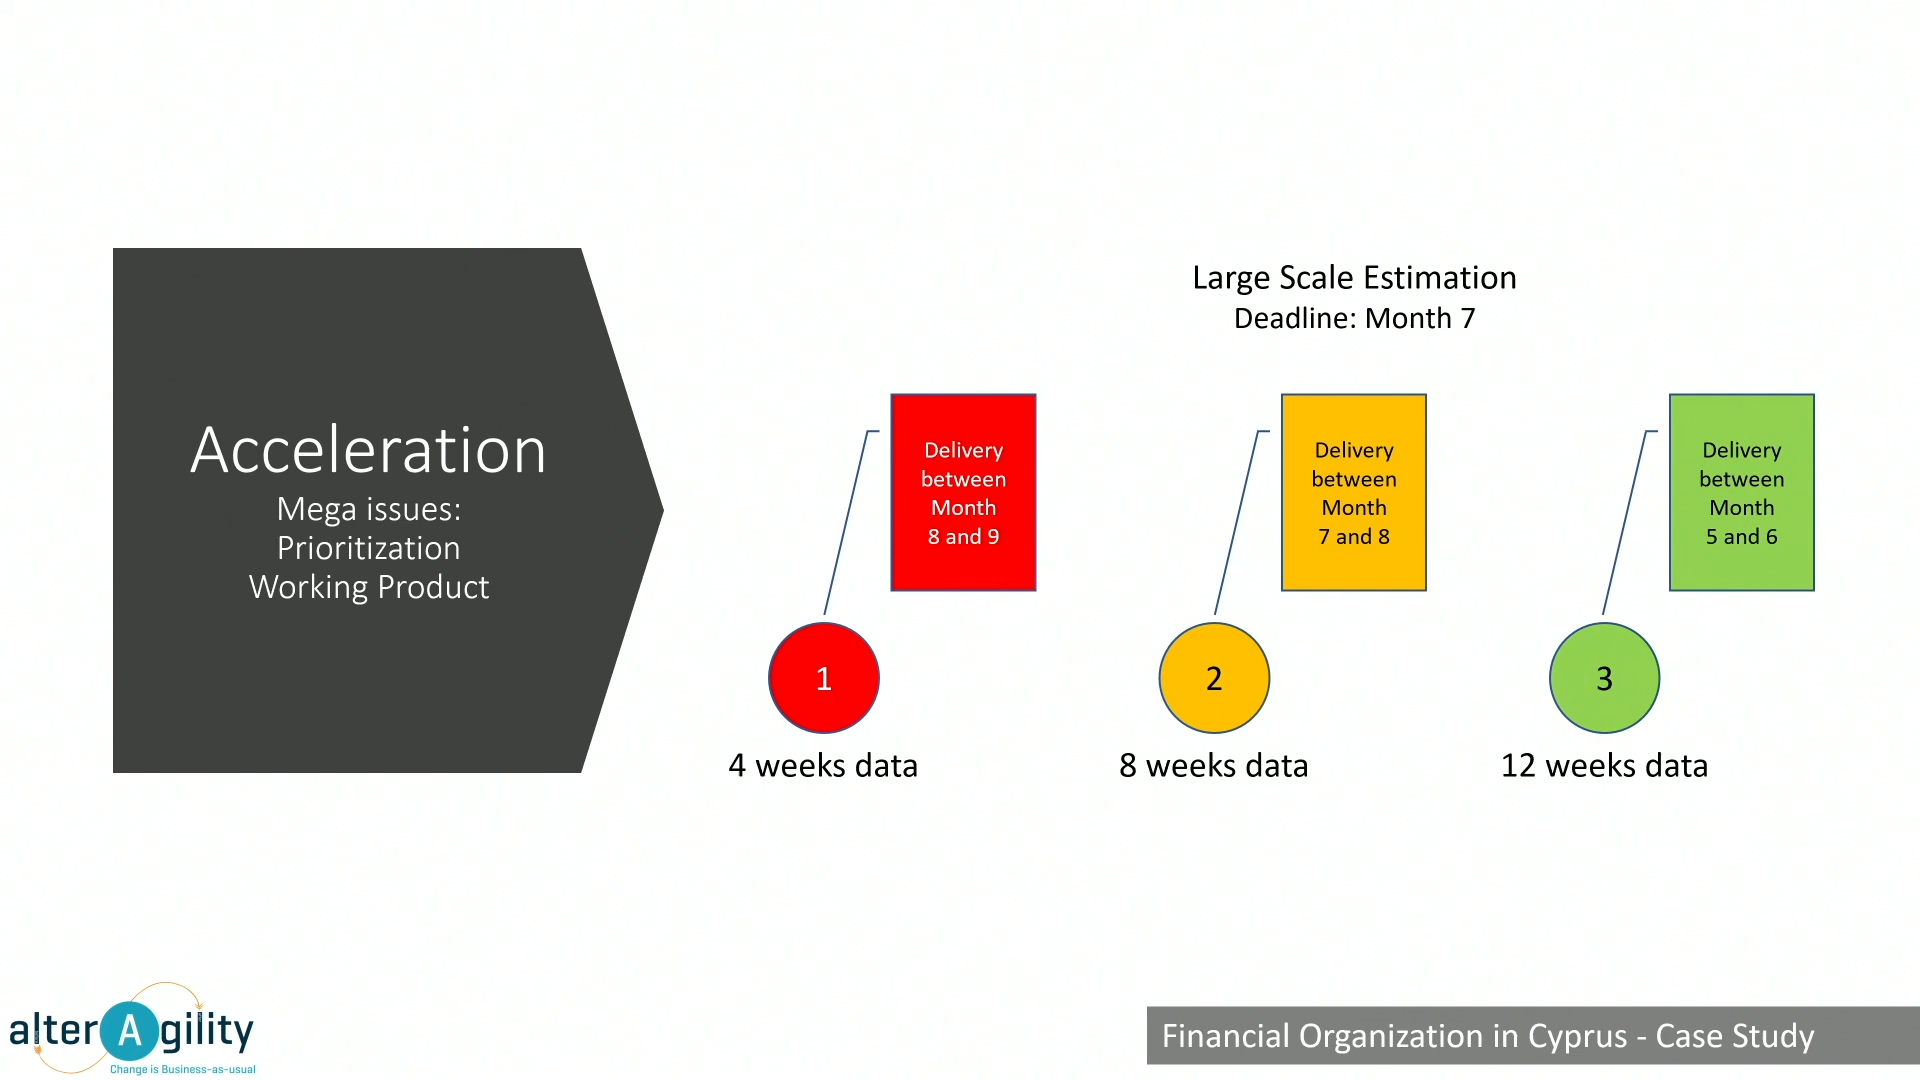 Acceleration
Mega issues:
Prioritization
Working Product
Large Scale Estimation
Deadline: Month 7
Delivery
between
Month
8 and 9
1
4 weeks data
Delivery
between
Month
7 and 8
2
8 weeks data
Delivery
between
Month
5 and 6
3
12 weeks data
alterAgility
Change is Business-as-usual
Financial Organization in Cyprus - Case Study